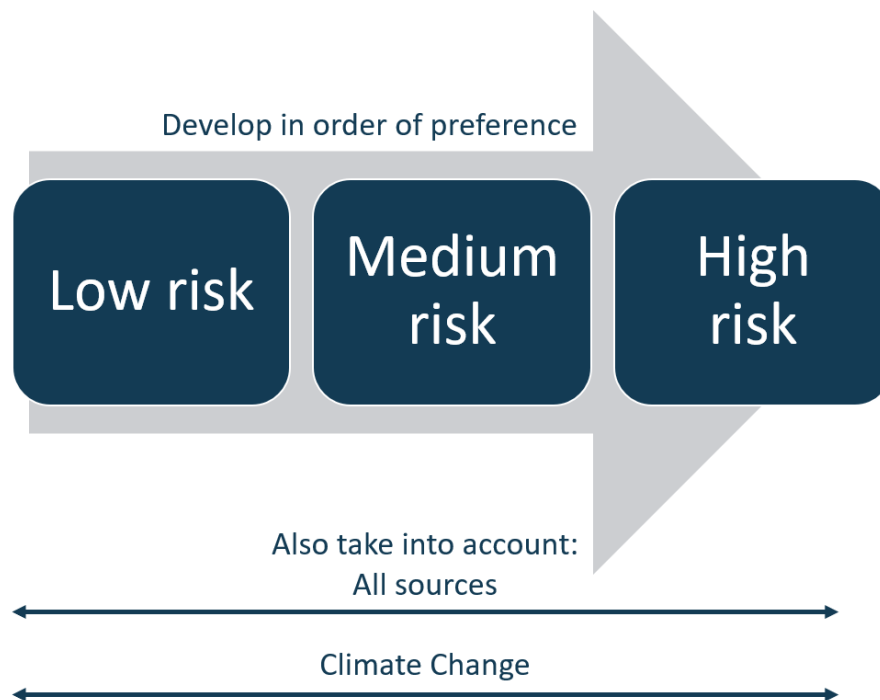 Develop in order of preference
Low risk
Medium
risk
High
risk
Also take into account:
All sources
Climate Change